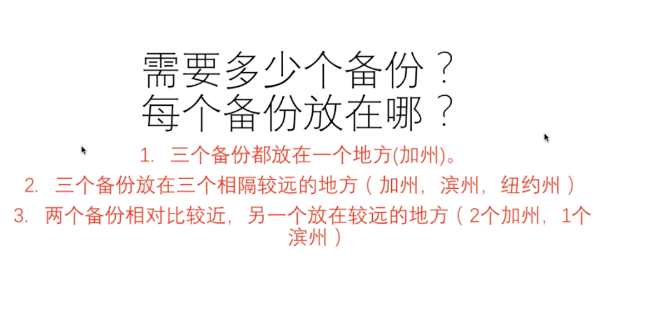 需要多少个备份？
每个备份放在哪？
1. 三个备份都放在一个地方(加州)。
2. 三个备份放在三个相隔较远的地方（加州，滨州，纽约州）
3. 两个备份相对比较近，另一个放在较远的地方（2个加州，1个
滨州）